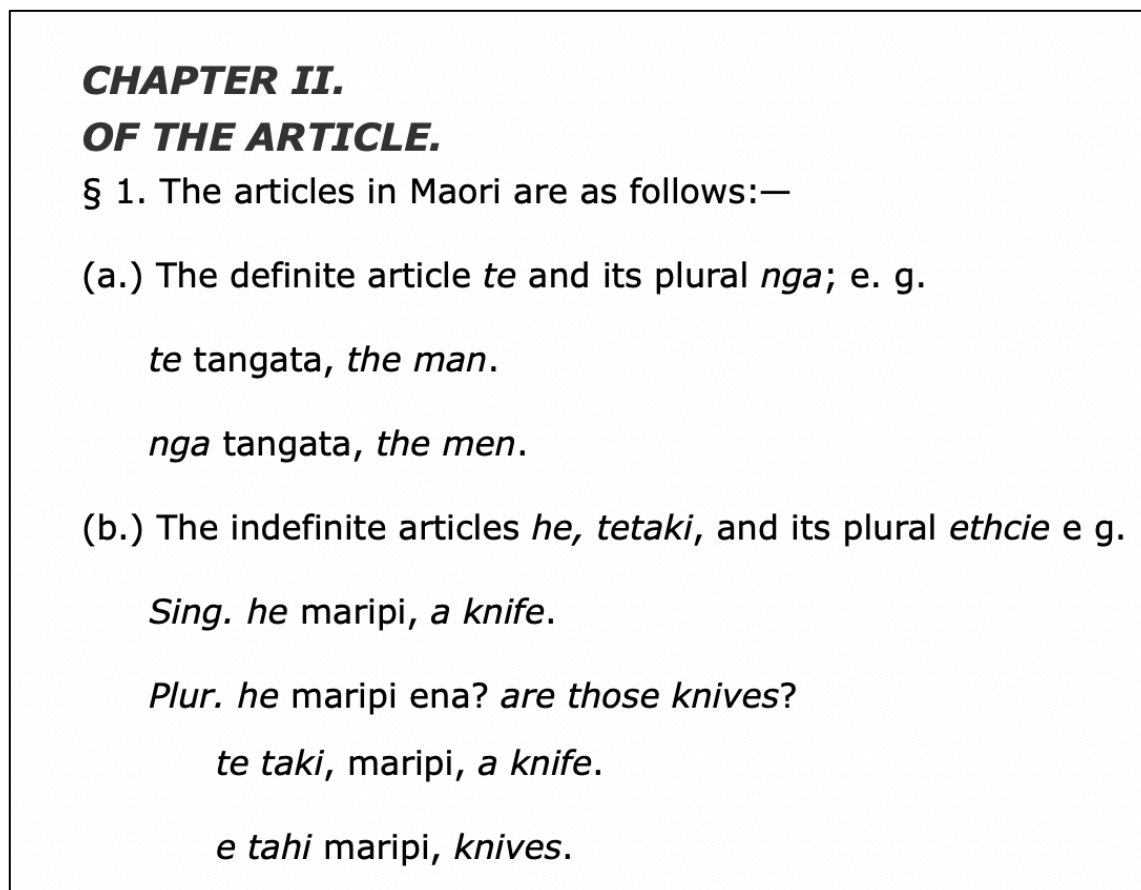 CHAPTER II.
OF THE ARTICLE.
§ 1. The articles in Maori are as follows:—
(a.) The definite article te and its plural nga; e. g.
te tangata, the man.
nga tangata, the men.
(b.) The indefinite articles he, tetaki, and its plural ethcie e g.
Sing. he maripi, a knife.
Plur. he maripi ena? are those knives?
te taki, maripi, a knife.
e tahi maripi, knives.